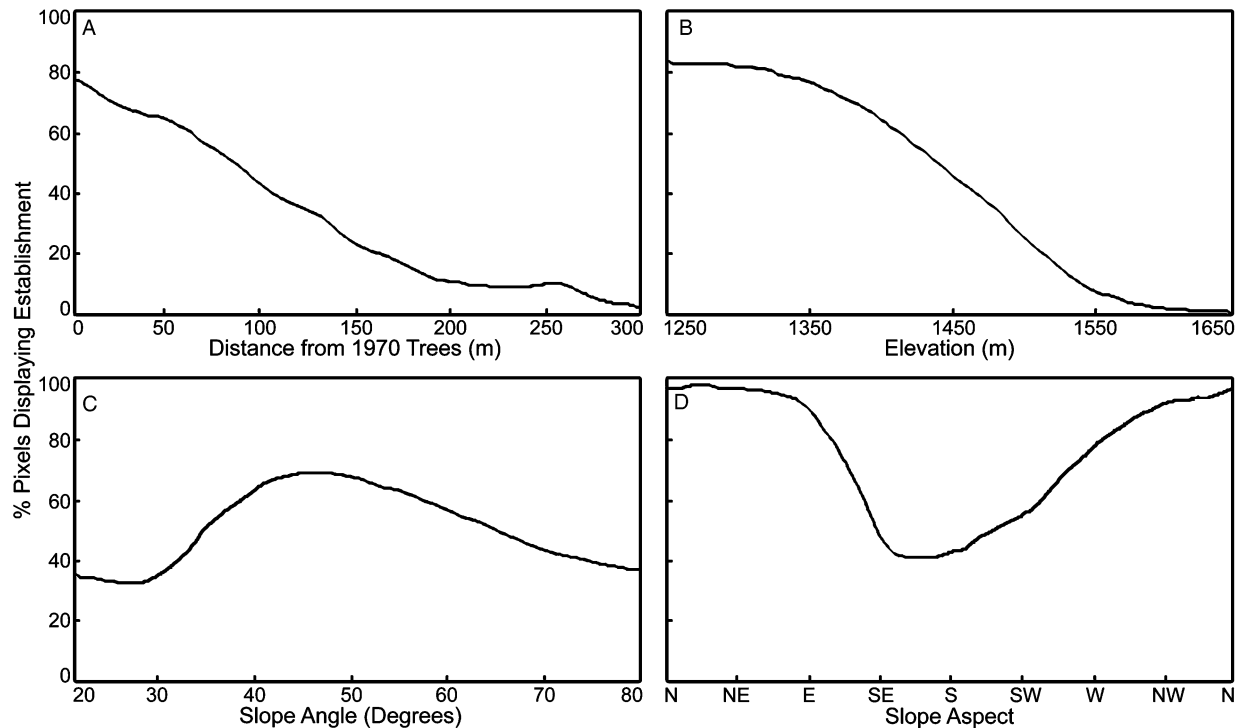 % Pixels Displaying Establishment
A
100
80
60
40
20
0
0 50 100 150 200 250 300
Distance from 1970 Trees (m)
B
1250 1350 1450 1550 1650
Elevation (m)
C
100
80
60
40
20
0
20 30 40 50 60 70 80
Slope Angle (Degrees)
D
N NE E SE S SW W NW N
Slope Aspect